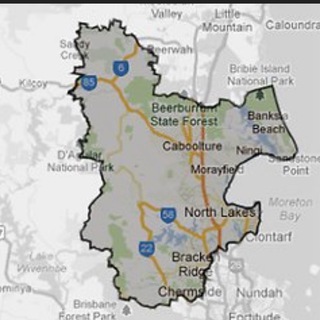 Valley
Little
Mountain
Caloundra
Sandy
Creek
Beerwah
6
85
Kilcoy
Bribie Island
National Park
Beerburrum
State Forest
Banksia
Beach
Caboolture
Ningi
D'Aguilar
National Park
Morayfield
Sandstone
Point
Moreton
Bay
58
North Lakes
Clontarf
22
Lake
Wivenhoe
Bracken
Ridge
23
Chermside
Nundah
Brisbane
Forest Park
Fortitude